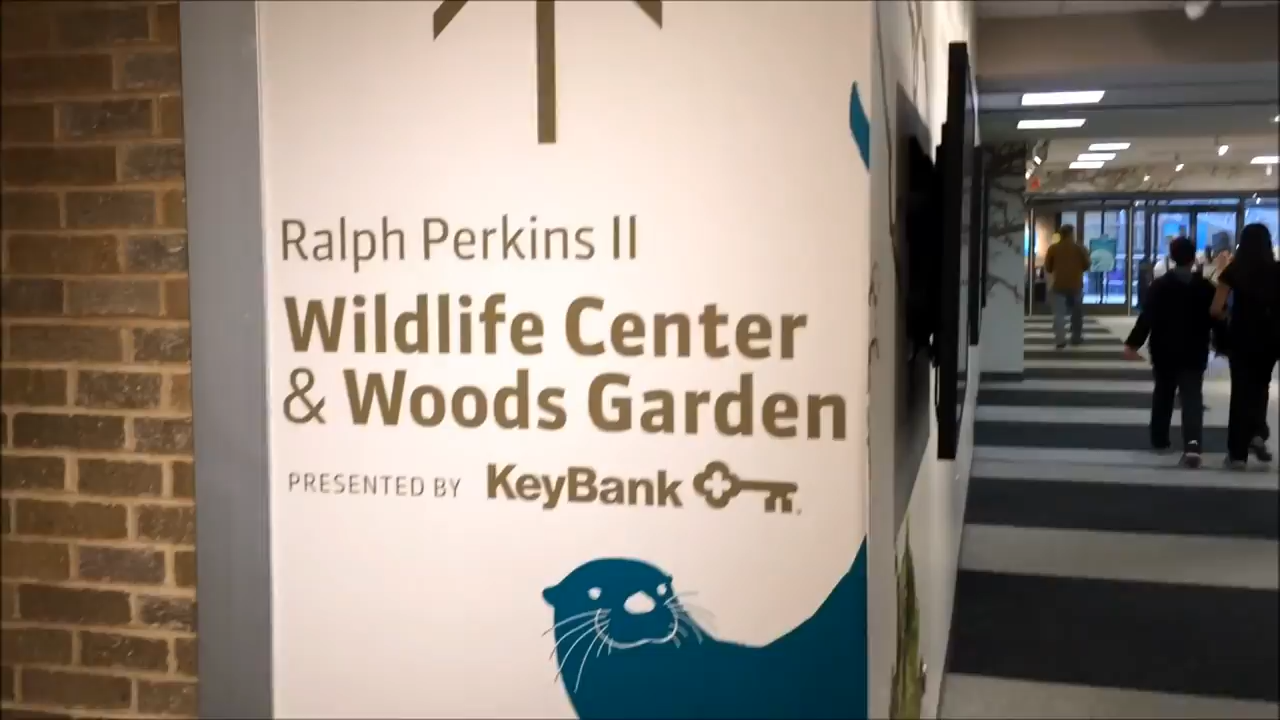 Ralph Perkins II
Wildlife Center
& Woods Garden
PRESENTED BY KeyBank